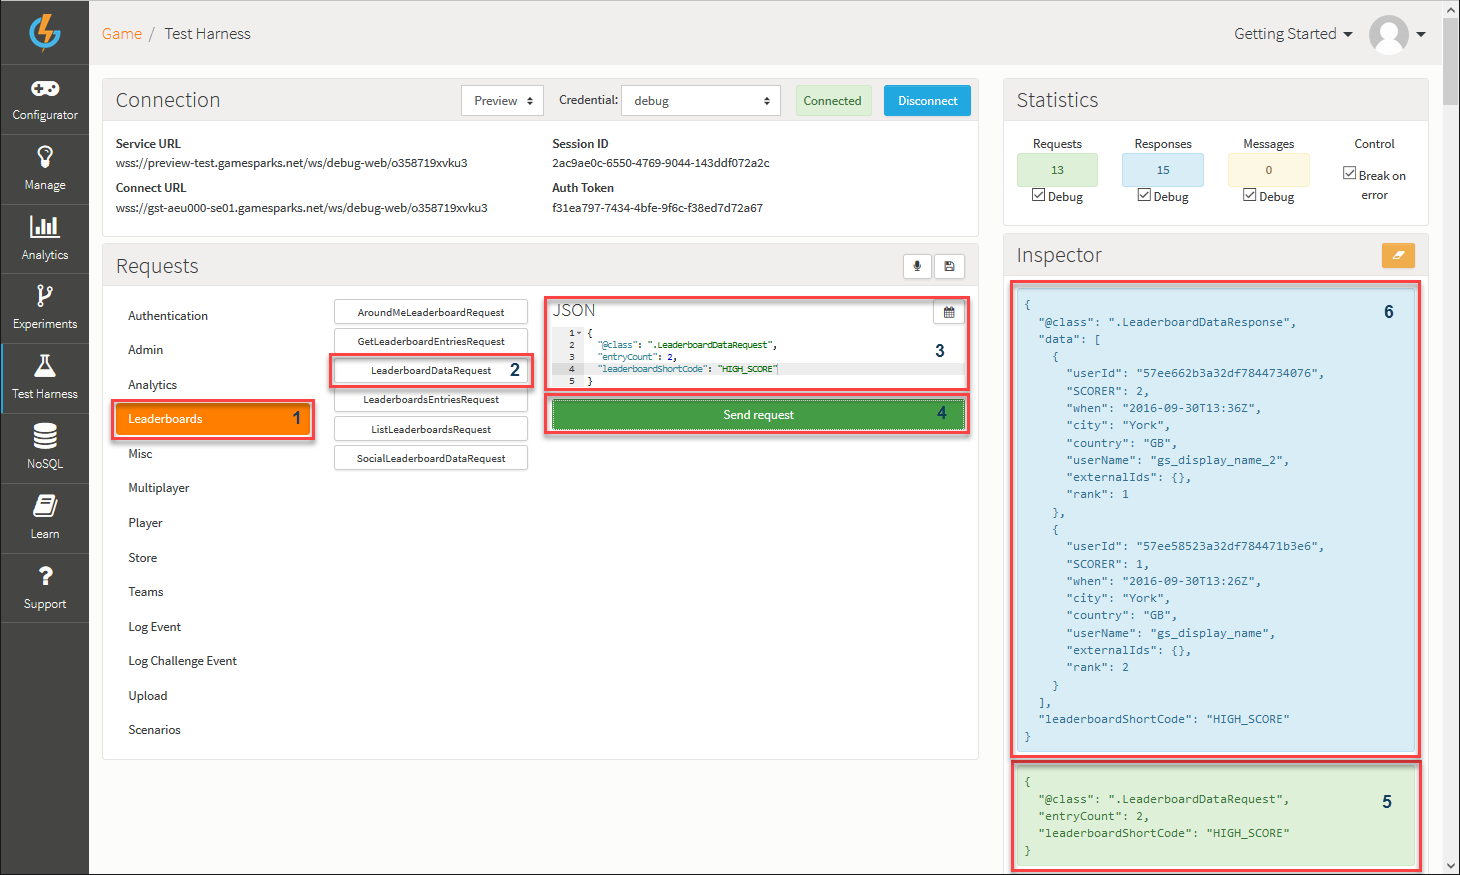 Game / Test Harness
Getting Started
Configurator
Manage
Analytics
Experiments
Test Harness
NoSQL
Learn
Support
Connection
Preview
Credential:
debug
Connected
Disconnect
Service URL
wss://preview-test.gamesparks.net/ws/debug-web/o358719xvku3
Connect URL
wss://gst-aeu000-se01.gamesparks.net/ws/debug-web/o358719xvku3
Session ID
2ac9ae0c-6550-4769-9044-143ddf072a2c
Auth Token
f31ea797-7434-4bfe-9f6c-f38ed7d72a67
Statistics
Requests
13
Debug
Responses
15
Debug
Messages
0
Debug
Control
Break on
error
Requests
Authentication
Admin
Analytics
Leaderboards 1
Misc
Multiplayer
Player
Store
Teams
Log Event
Log Challenge Event
Upload
Scenarios
AroundMeLeaderboardRequest
GetLeaderboardEntriesRequest
LeaderboardDataRequest 2
LeaderboardsEntriesRequest
ListLeaderboardsRequest
SocialLeaderboardDataRequest
JSON
1 {
2 "@class": ".LeaderboardDataRequest",
3 "entryCount": 2,
4 "leaderboardShortCode": "HIGH_SCORE"
5 }
3
Send request 4
Inspector
6
{
"@class": ".LeaderboardDataResponse",
"data": [
{
"userId": "57ee662b3a32df7844734076",
"SCORER": 2,
"when": "2016-09-30T13:36Z",
"city": "York",
"country": "GB",
"userName": "gs_display_name_2",
"externalIds": {},
"rank": 1
},
{
"userId": "57ee58523a32df784471b3e6",
"SCORER": 1,
"when": "2016-09-30T13:26Z",
"city": "York",
"country": "GB",
"userName": "gs_display_name",
"externalIds": {},
"rank": 2
}
],
"leaderboardShortCode": "HIGH_SCORE"
}
{
"@class": ".LeaderboardDataRequest",
"entryCount": 2,
"leaderboardShortCode": "HIGH_SCORE"
}
5